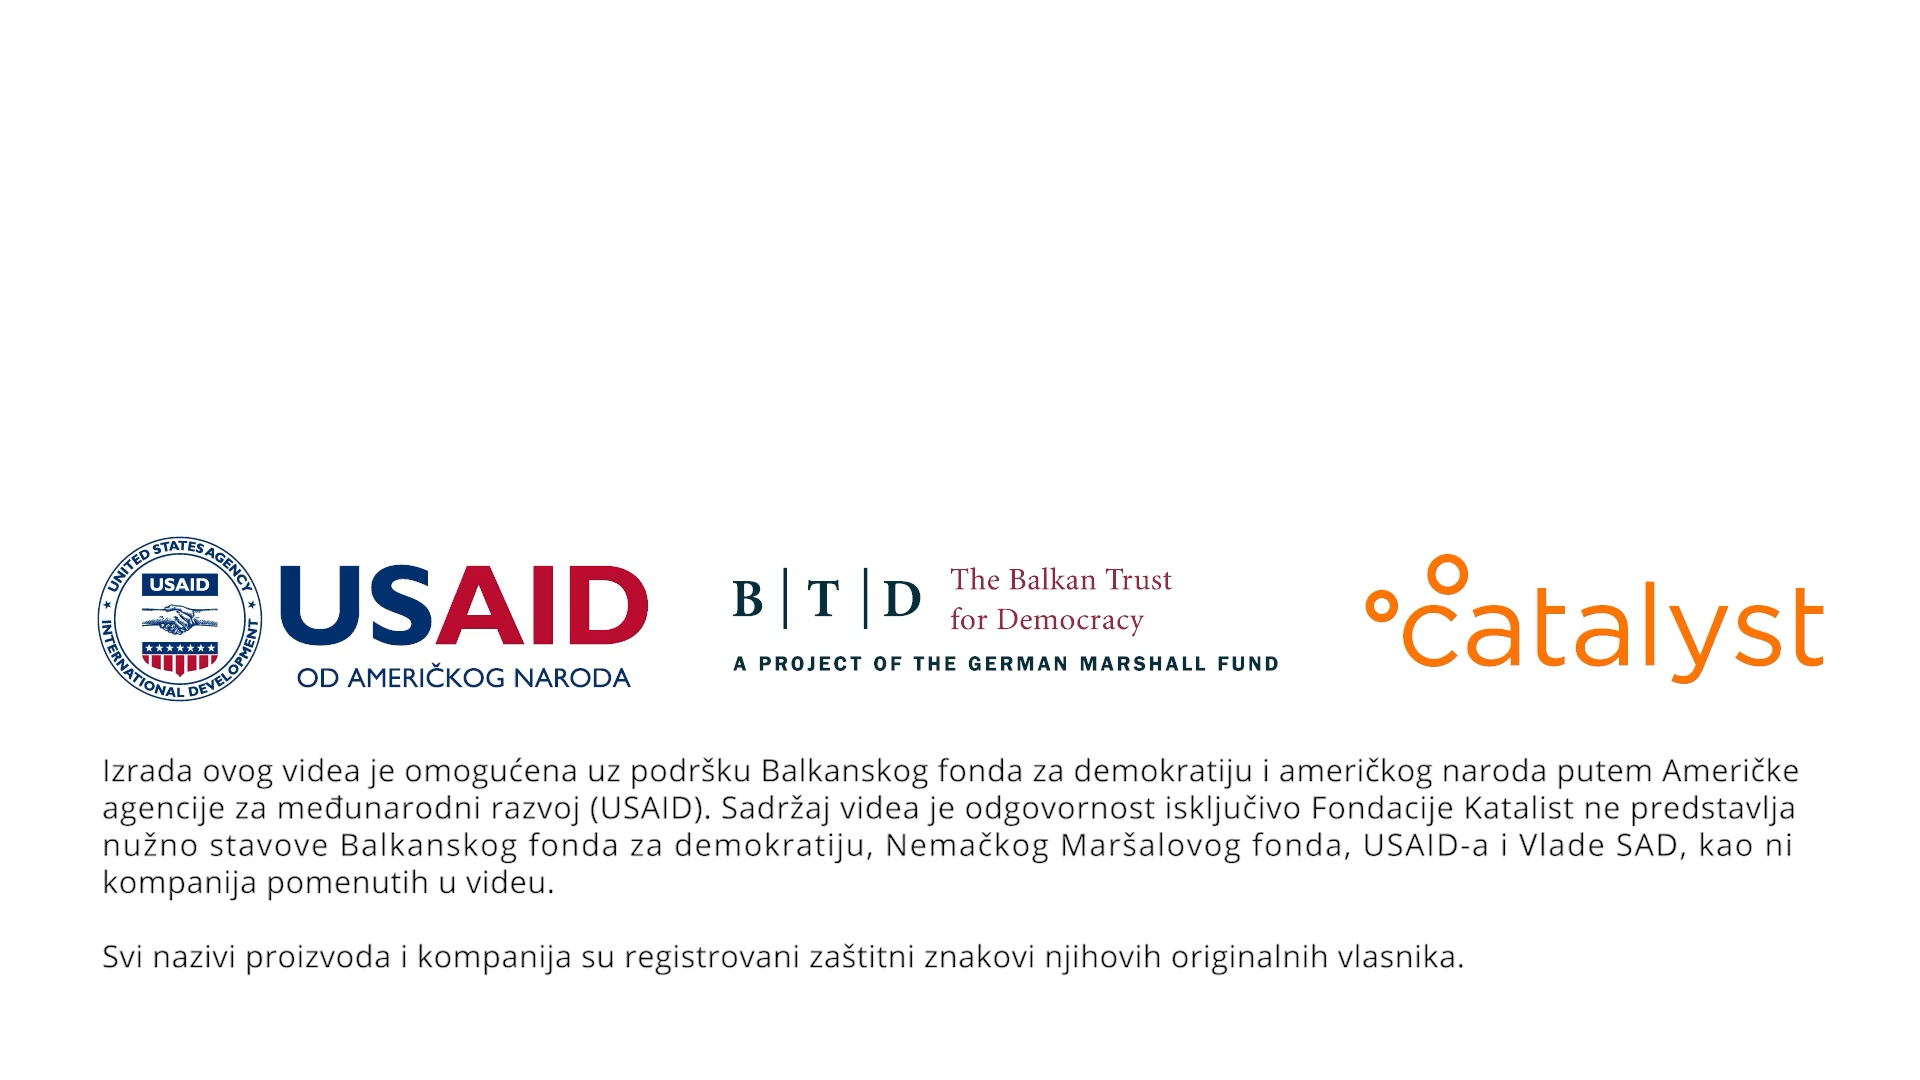 UNITED STATES AGENCY
USAID
INTERNATIONAL DEVELOPMENT
USAID
OD AMERIČKOG NARODA
B|T|D
The Balkan Trust
for Democracy
A PROJECT OF THE GERMAN MARSHALL FUND
catalyst
Izrada ovog videa je omogućena uz podršku Balkanskog fonda za demokratiju i američkog naroda putem Američke
agencije za međunarodni razvoj (USAID). Sadržaj videa je odgovornost isključivo Fondacije Katalist ne predstavlja
nužno stavove Balkanskog fonda za demokratiju, Nemačkog Maršalovog fonda, USAID-a i Vlade SAD, kao ni
kompanija pomenutih u videu.
Svi nazivi proizvoda i kompanija su registrovani zaštitni znakovi njihovih originalnih vlasnika.